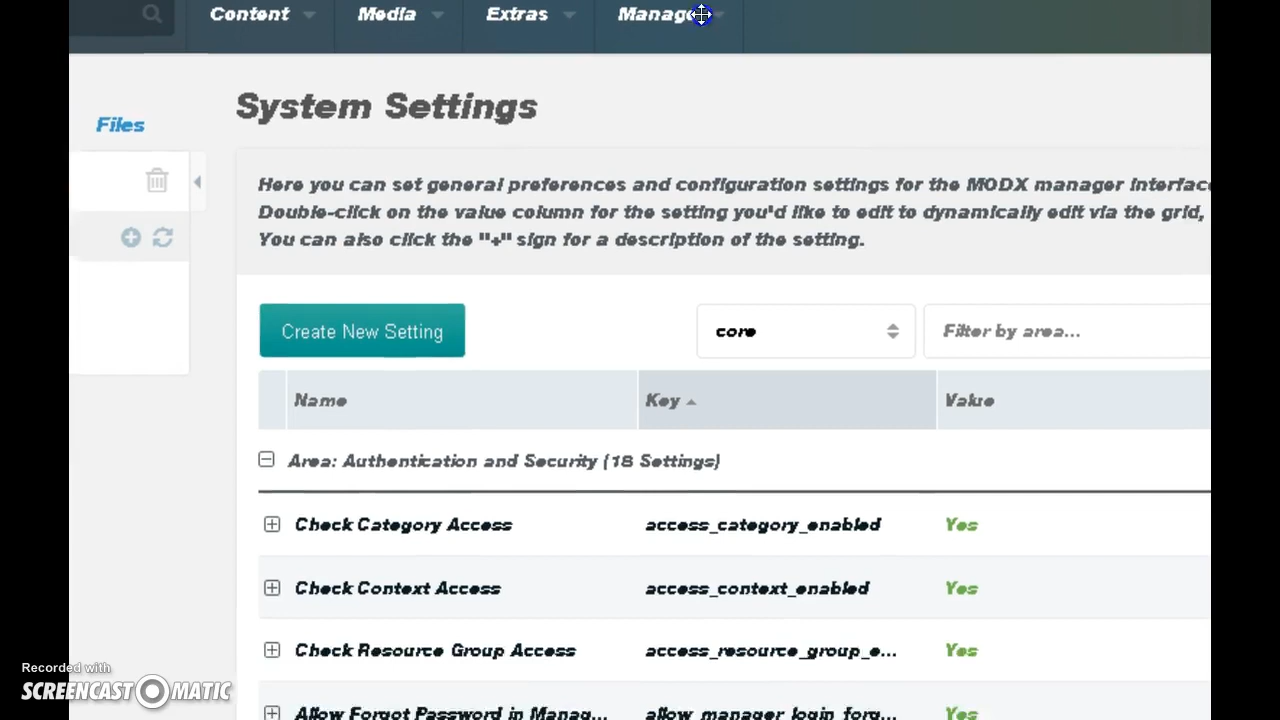 Content
Media
Extras
Manage
System Settings
Files
Here you can set general preferences and configuration settings for the MODX manager interface
Double-click on the value column for the setting you'd like to edit to dynamically edit via the grid,
You can also click the "+" sign for a description of the setting.
Create New Setting
core
Filter by area...
Name
Key
Value
Area: Authentication and Security (18 Settings)
Check Category Access
access_category_enabled
Yes
Check Context Access
access_context_enabled
Yes
Check Resource Group Access
access_resource_group_e...
Yes
Allow Forgot Password in Manag...
allow_manager_login_forg...
Yes
Recorded with
SCREENCAST MATIC